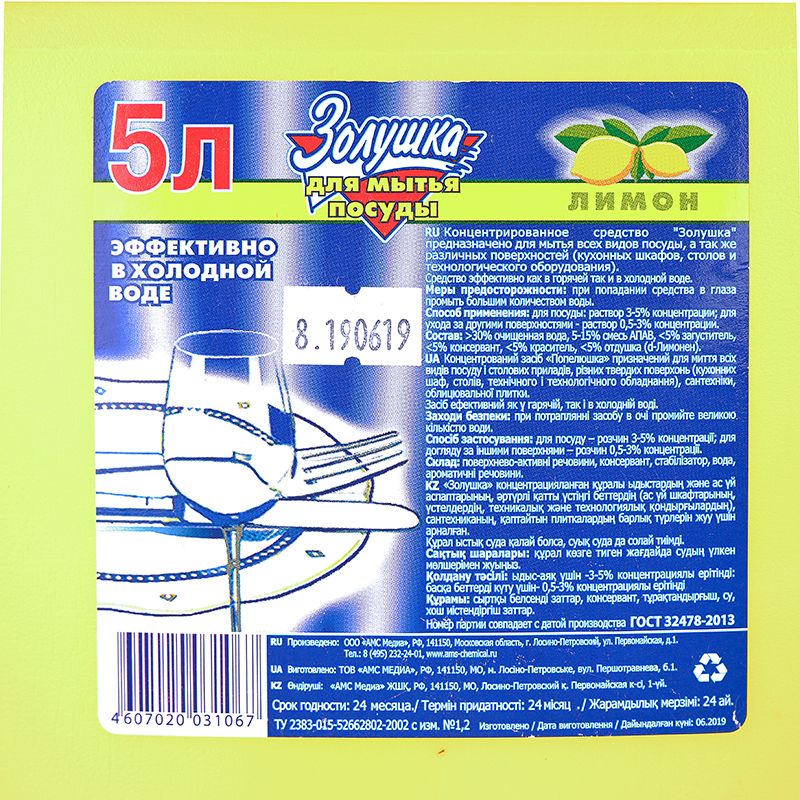 5л
Золушка
для мытья
посуды
ЛИМОН
ЭФФЕКТИВНО
В ХОЛОДНОЙ
ВОДЕ
8.190619
RU Концентрированное средство "Золушка"
предназначено для мытья всех видов посуды, а так же
различных поверхностей (кухонных шкафов, столов и
технологического оборудования).
Средство эффективно как в горячей так и в холодной воде.
Меры предосторожности: при попадании средства в глаза
промыть большим количеством воды.
Способ применения: для посуды: раствор 3-5% концентрации; для
ухода за другими поверхностями - раствор 0,5-3% концентрации.
Состав: >30% очищенная вода, 5-15% смесь АПАВ, <5% загуститель,
<5% консервант, <5% краситель, <5% отдушка (d-Лимонен).
UA Концентрований засіб «Попелюшка» призначений для миття всіх
видів посуду і столових приладів, різних твердих поверхонь (кухонних
шкаф, столів, технічного і технологічного обладнання), сантехніки,
облицювальної плитки.
Засіб ефективний як у гарячій, так і в холодній воді.
Заходи безпеки: при потраплянні засобу в очі промийте великою
кількістю води.
Спосіб застосування: для посуду – розчин 3-5% концентрації; для
догляду за іншими поверхнями – розчин 0,5-3% концентрації.
Склад: поверхнево-активні речовини, консервант, стабілізатор, вода,
ароматичні речовини.
KZ «Золушка» концентрацияланған құралы ыдыстардың және ас үй
аспаптарының, әртүрлі қатты үстіңгі беттердің (ас үй шкафтарының,
үстелдердің, техникалық және технологиялық қондырғылардың),
сантехниканың, қаптайтын плиткалардың барлық түрлерін жуу үшін
арналған.
Құрал ыстық суда қалай болса, суық суда да солай тиімді.
Сақтық шаралары: құрал көзге тиген жағдайда судың үлкен
мөлшерімен жуыңыз.
Қолдану тәсілі: ыдыс-аяқ үшін -3-5% концентрациялы ерітінді:
басқа беттерді күту үшін- 0,5-3% концентрациялы ерітінді
Құрамы: сыртқы белсенді заттар, консервант, тұрақтандырғыш, су,
хош иістендіргіш заттар.
Номер партии совпадает с датой производства ГОСТ 32478-2013
RU Произведено: ООО «АМС Медиа», РФ, 141150, Московская область, г. Лосино-Петровский, ул. Первомайская, д.1.
Тел.: 8 (495) 232-24-01, www.ams-chemical.ru
UA Виготовлено: ТОВ «АМС МЕДИА», РФ, 141150, МО, м. Лосіно-Петровське, вул. Першотравнева, б.1.
KZ Өндіруші: «АМС Медиа» ЖШҚ, РФ, 141150, МО, Лосино-Петровский қ. Первомайская к-сі, 1-үй.
Срок годности: 24 месяца./ Термін придатності: 24 місяц ./ Жарамдылық мерзімі: 24 ай.
4607020 031067
ТУ 2383-015-52662802-2002 с изм. №1,2 Изготовлено / Дата виготовлення / Дайындалған күні: 06.2019